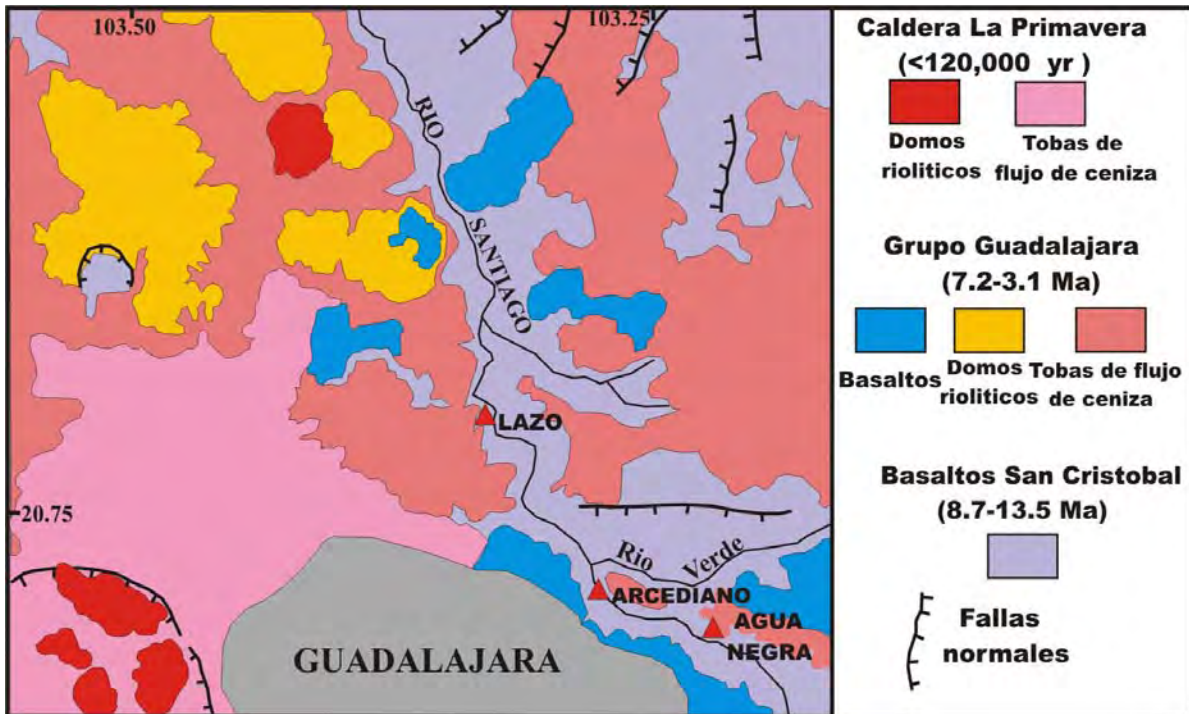 103.50
103.25
RIO
SANTIAGO
LAZO
20.75
Rio Verde
ARCEDIANO
AGUA
NEGRA
GUADALAJARA
Caldera La Primavera
(<120,000 yr )
Domos
rioliticos
Tobas de
flujo de ceniza
Grupo Guadalajara
(7.2-3.1 Ma)
Basaltos
Domos
rioliticos
Tobas de flujo
de ceniza
Basaltos San Cristobal
(8.7-13.5 Ma)
Fallas
normales